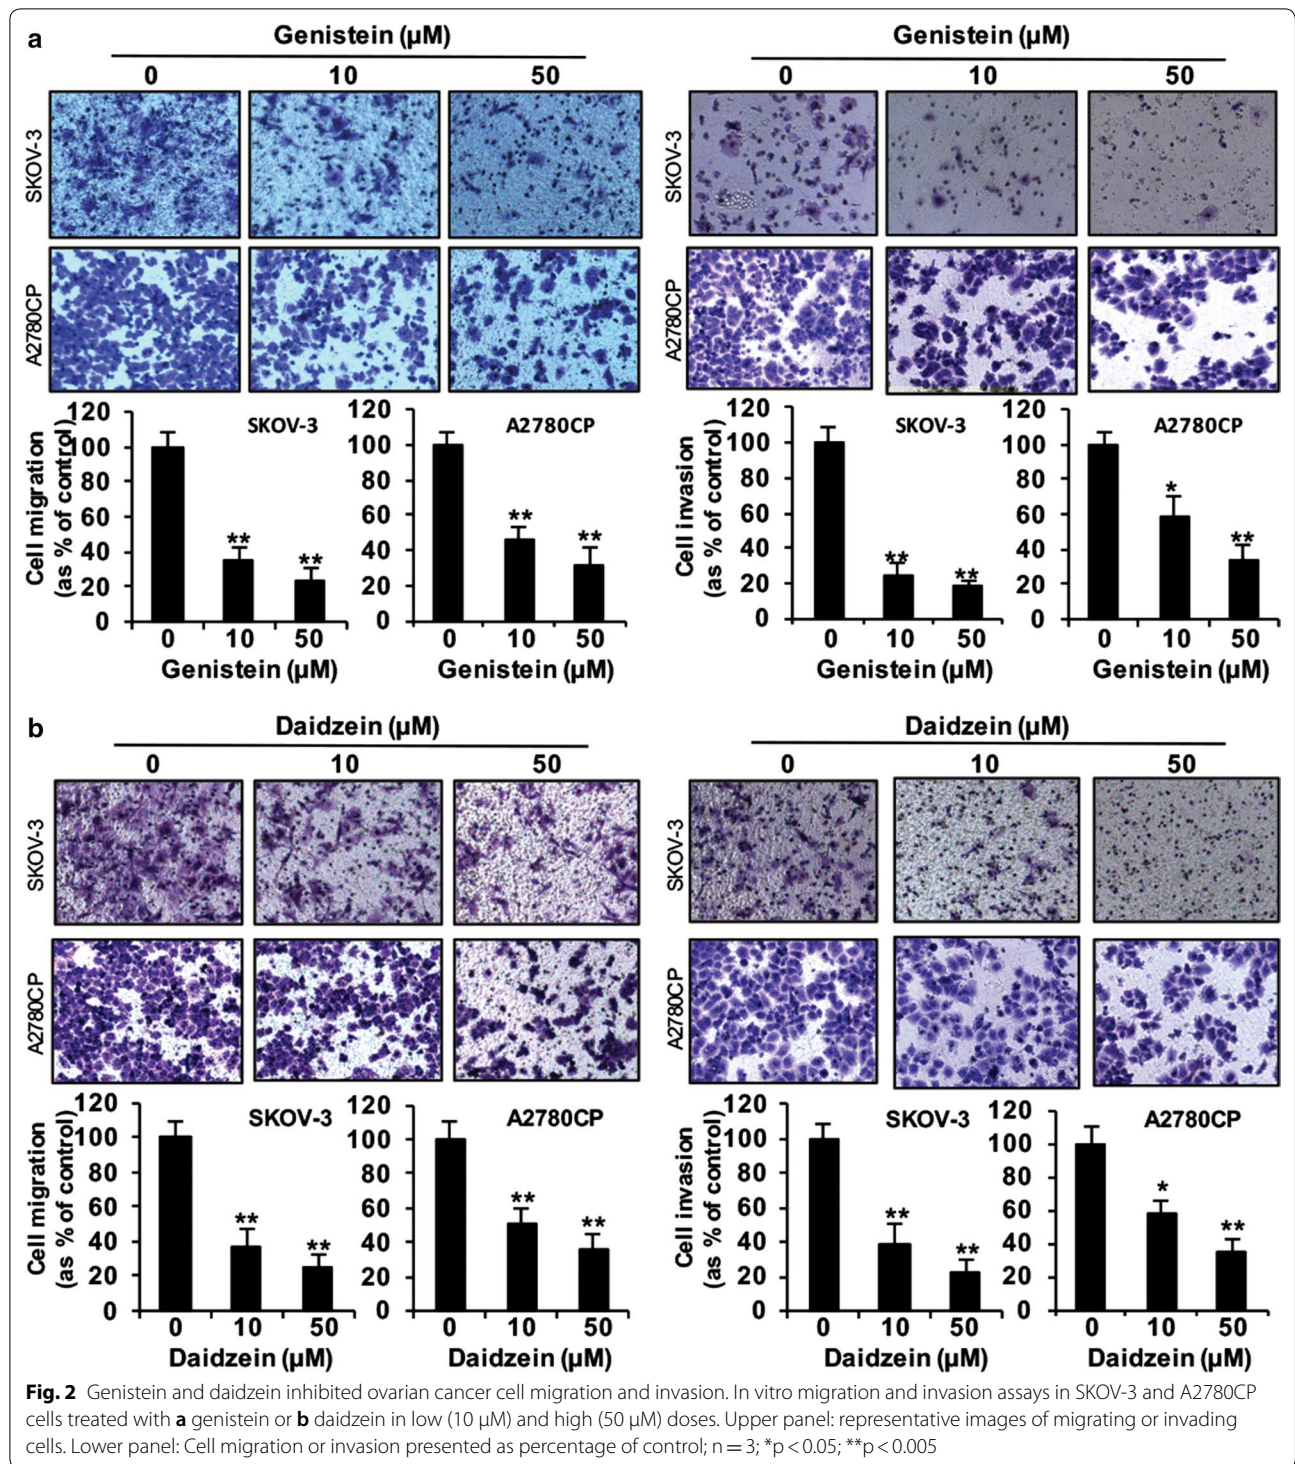 a
Genistein (µM)
0 10 50
SKOV-3
A2780CP
Genistein (µM)
0 10 50
SKOV-3
A2780CP
Cell migration
(as % of control)
120
100
80
60
40
20
0
SKOV-3
** **
0 10 50
Genistein (µM)
120
100
80
60
40
20
0
A2780CP
** **
0 10 50
Genistein (µM)
Cell invasion
(as % of control)
120
100
80
60
40
20
0
SKOV-3
** **
0 10 50
Genistein (µM)
120
100
80
60
40
20
0
A2780CP
* **
0 10 50
Genistein (µM)
b
Daidzein (µM)
0 10 50
SKOV-3
A2780CP
Daidzein (µM)
0 10 50
SKOV-3
A2780CP
Cell migration
(as % of control)
120
100
80
60
40
20
0
SKOV-3
** **
0 10 50
Daidzein (µM)
120
100
80
60
40
20
0
A2780CP
** **
0 10 50
Daidzein (µM)
Cell invasion
(as % of control)
120
100
80
60
40
20
0
SKOV-3
** **
0 10 50
Daidzein (µM)
120
100
80
60
40
20
0
A2780CP
* **
0 10 50
Daidzein (µM)
Fig. 2 Genistein and daidzein inhibited ovarian cancer cell migration and invasion. In vitro migration and invasion assays in SKOV-3 and A2780CP
cells treated with a genistein or b daidzein in low (10 µM) and high (50 µM) doses. Upper panel: representative images of migrating or invading
cells. Lower panel: Cell migration or invasion presented as percentage of control; n = 3; *p < 0.05; **p < 0.005